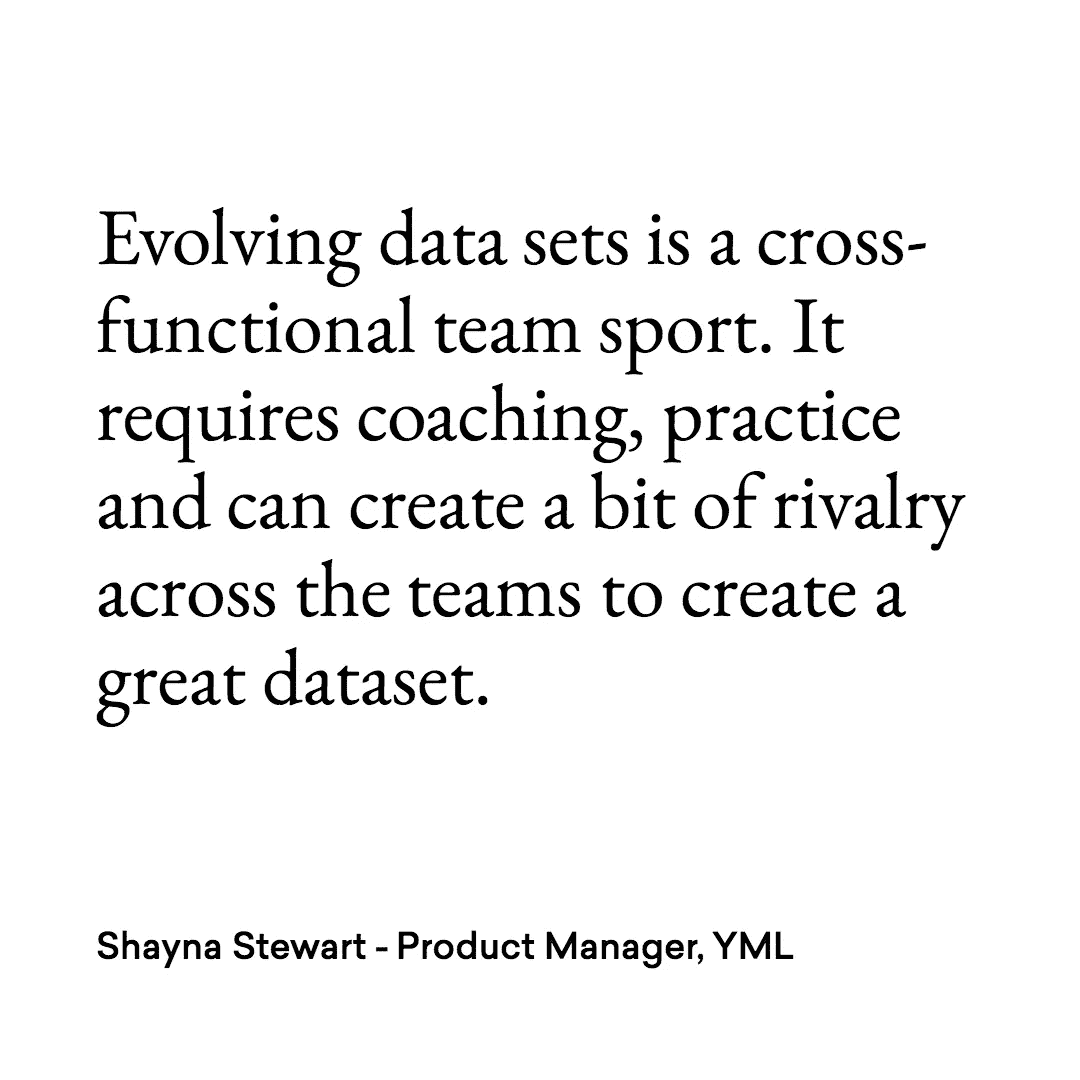 Evolving data sets is a cross-
functional team sport. It
requires coaching, practice
and can create a bit of rivalry
across the teams to create a
great dataset.
Shayna Stewart - Product Manager, YML